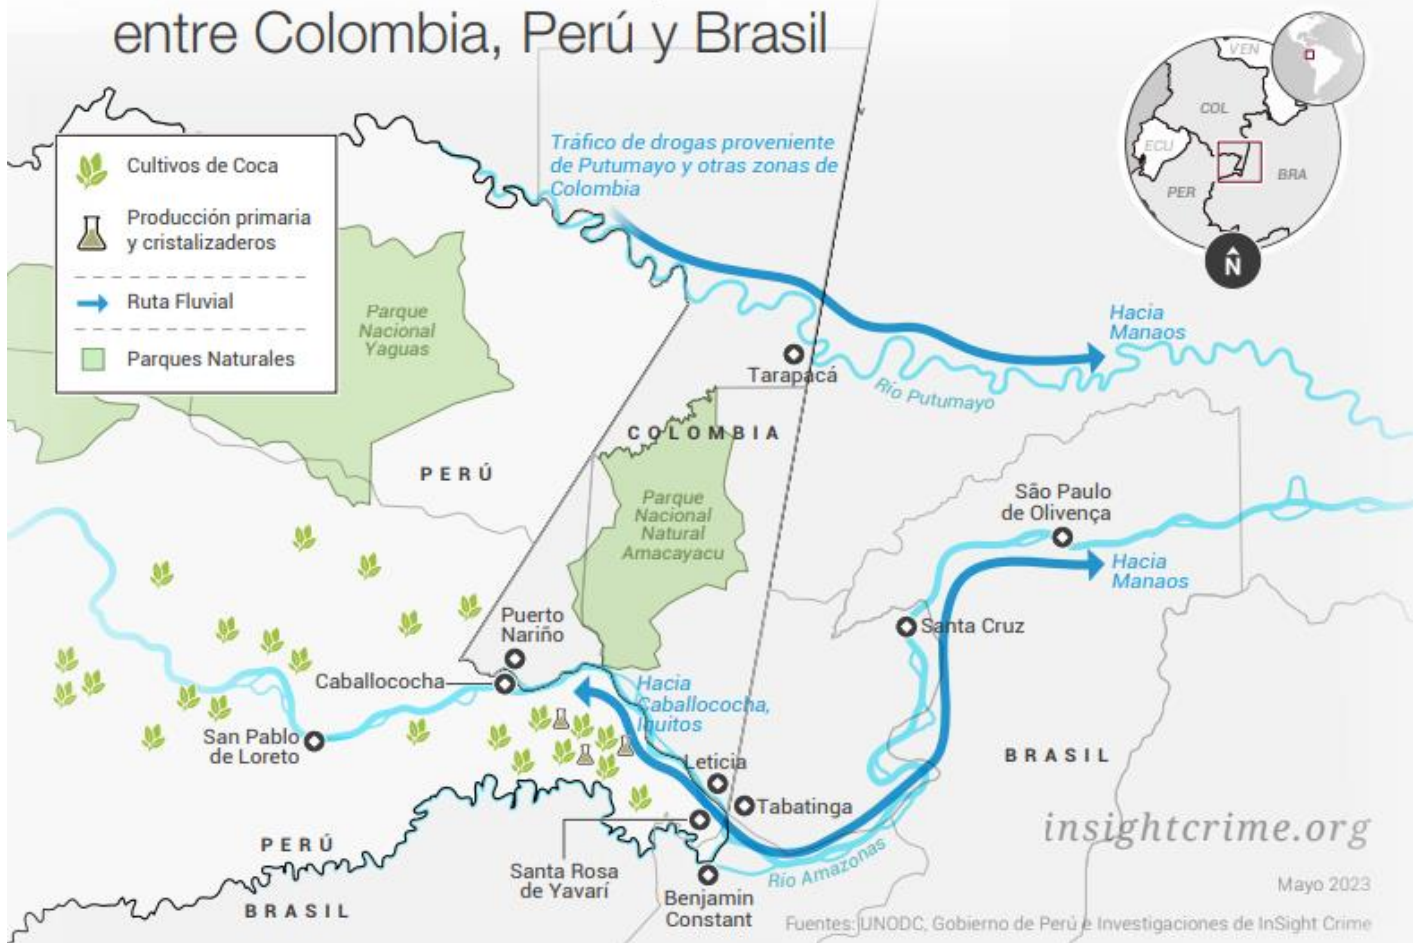 entre Colombia, Perú y Brasil
Cultivos de Coca
Producción primaria
y cristalizaderos
Ruta Fluvial
Parques Naturales
Tráfico de drogas proveniente
de Putumayo y otras zonas de
Colombia
VEN
COL
ECU
PER
BRA
N
Hacia
Manaos
Parque
Nacional
Yaguas
Tarapacá
Río Putumayo
COLOMBIA
PERÚ
Parque
Nacional
Natural
Amacayacu
São Paulo
de Olivença
Hacia
Manaos
Puerto
Nariño
Santa Cruz
Caballococha
Hacia
Caballococha,
Iquitos
San Pablo
de Loreto
Leticia
Tabatinga
BRASIL
insightcrime.org
PERÚ
BRASIL
Santa Rosa
de Yavarí
Río Amazonas
Benjamin
Constant
Mayo 2023
Fuentes: UNODC, Gobierno de Perú e Investigaciones de InSight Crime